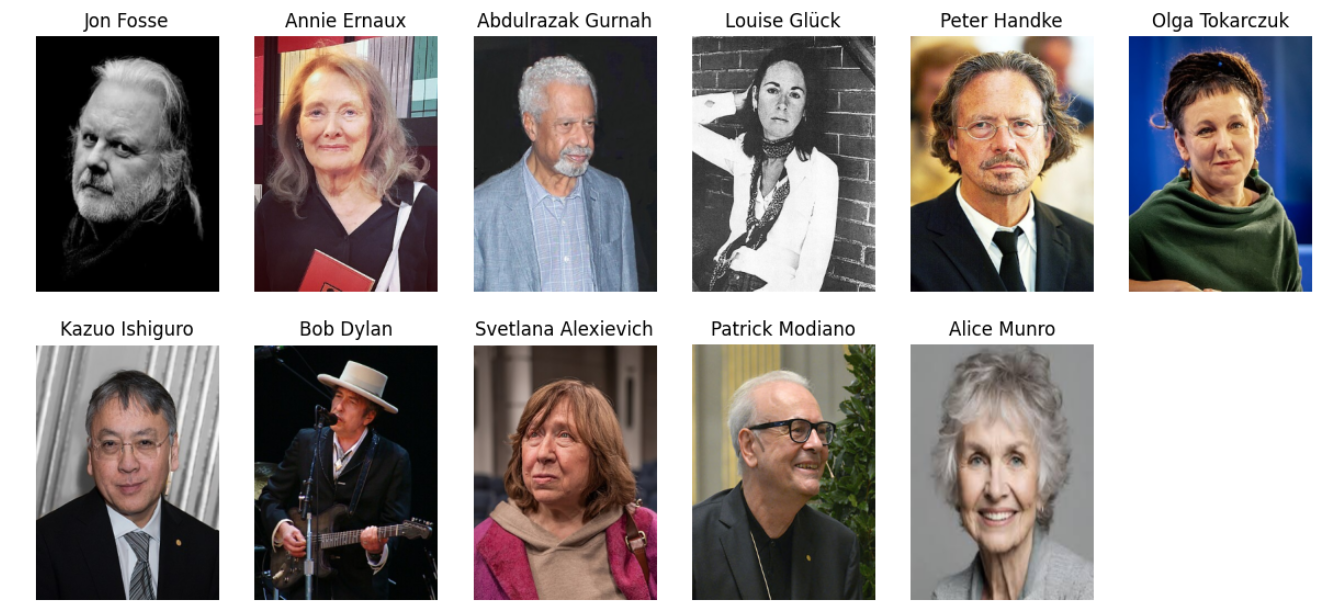 Jon Fosse
Annie Ernaux
Abdulrazak Gurnah
Louise Glück
Peter Handke
Olga Tokarczuk
Kazuo Ishiguro
Bob Dylan
Svetlana Alexievich
Patrick Modiano
Alice Munro